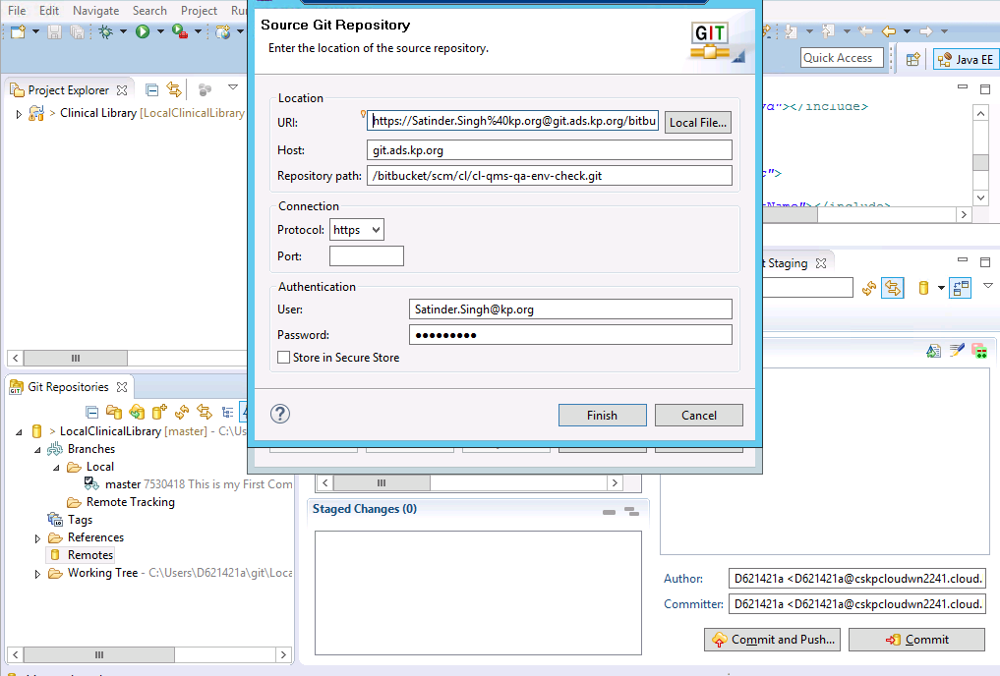 File Edit Navigate Search Project Ru
Source Git Repository
Enter the location of the source repository.
GIT
Quick Access
Java EE
Project Explorer
> Clinical Library [LocalClinicalLibrary
Location
URI: https://Satinder.Singh%40kp.org@git.ads.kp.org/bitbu Local File...
Host: git.ads.kp.org
Repository path: /bitbucket/scm/cl/cl-qms-qa-env-check.git
"></include>
">
Name"></include>
Connection
Protocol: https
Port:
t Staging
Authentication
User: Satinder.Singh@kp.org
Password: ●●●●●●●●●
Store in Secure Store
? Finish Cancel
Git Repositories
> LocalClinicalLibrary [master] - C:\Us
Branches
Local
master 7530418 This is my First Com
Remote Tracking
Tags
References
Remotes
Working Tree - C:\Users\D621421a\git\Loca
Staged Changes (0)
Author: D621421a <D621421a@cskpcloudwn2241.cloud.
Committer: D621421a <D621421a@cskpcloudwn2241.cloud.
Commit and Push... Commit